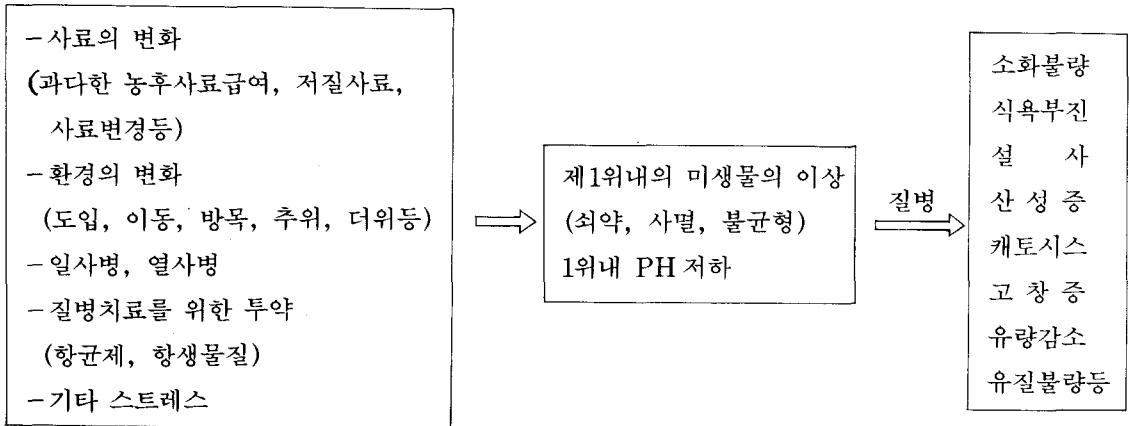 -사료의 변화
(과다한 농후사료급여, 저질사료,
사료변경등)
-환경의 변화
(도입, 이동, 방목, 추위, 더위등)
-일사병, 열사병
-질병치료를 위한 투약
(항균제, 항생물질)
-기타 스트레스
제1위내의 미생물의 이상
(쇠약, 사멸, 불균형)
1위내 PH 저하
질병
소화불량
식욕부진
설 사
산 성 증
캐토시스
고 창 증
유량감소
유질불량등